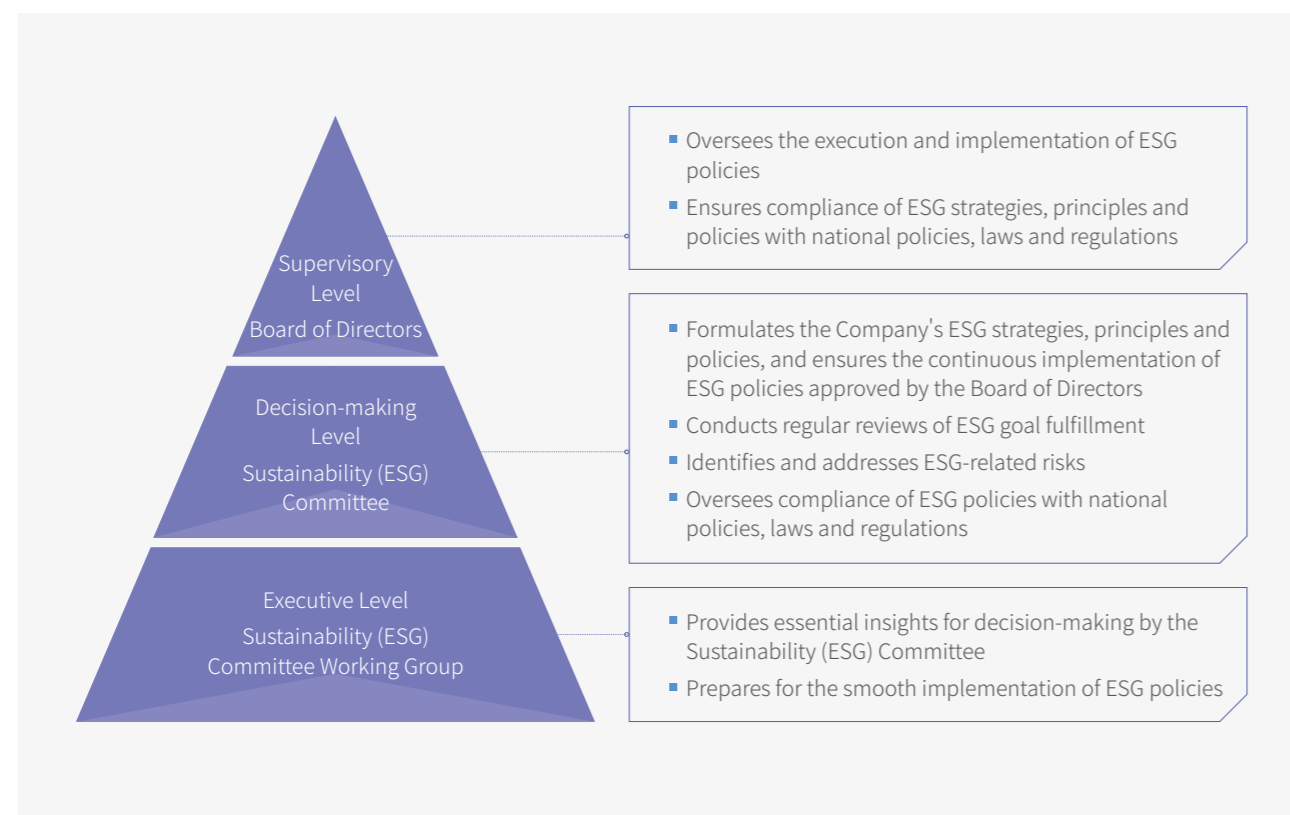 Supervisory
Level
Board of Directors
Oversees the execution and implementation of ESG
policies
Ensures compliance of ESG strategies, principles and
policies with national policies, laws and regulations
Decision-making
Level
Sustainability (ESG)
Committee
Formulates the Company's ESG strategies, principles and
policies, and ensures the continuous implementation of
ESG policies approved by the Board of Directors
Conducts regular reviews of ESG goal fulfillment
Identifies and addresses ESG-related risks
Oversees compliance of ESG policies with national
policies, laws and regulations
Executive Level
Sustainability (ESG)
Committee Working Group
Provides essential insights for decision-making by the
Sustainability (ESG) Committee
Prepares for the smooth implementation of ESG policies